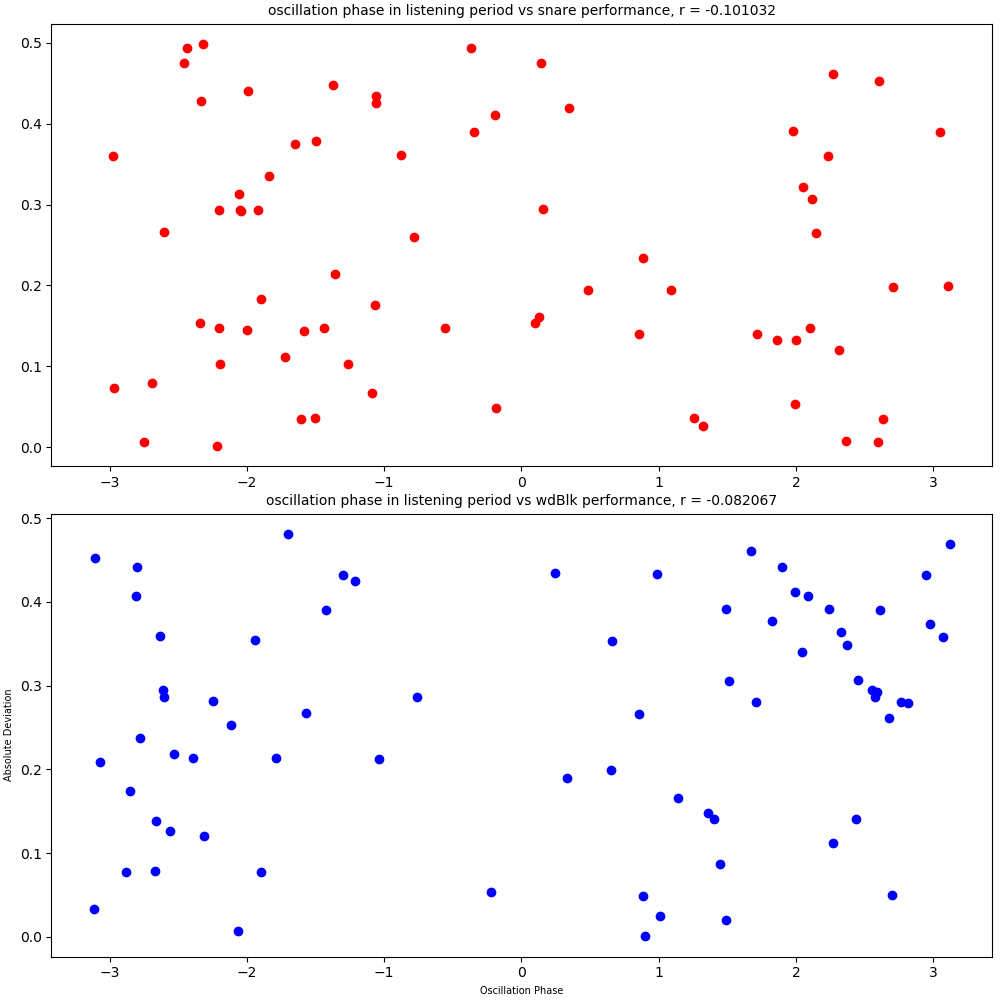 oscillation phase in listening period vs snare performance, r = -0.101032
0.5
0.4
0.3
0.2
0.1
0.0
−3 −2 −1 0 1 2 3
oscillation phase in listening period vs wdBlk performance, r = -0.082067
0.5
0.4
0.3
0.2
0.1
0.0
Absolute Deviation
−3 −2 −1 0 1 2 3
Oscillation Phase